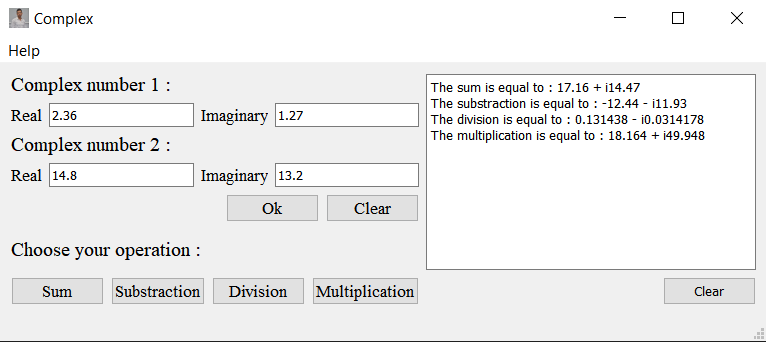 Complex
Help
Complex number 1 :
Real 2.36 Imaginary 1.27
Complex number 2 :
Real 14.8 Imaginary 13.2
Ok Clear
Choose your operation :
Sum Substraction Division Multiplication
The sum is equal to : 17.16 + i14.47
The substraction is equal to : -12.44 - i11.93
The division is equal to : 0.131438 - i0.0314178
The multiplication is equal to : 18.164 + i49.948
Clear